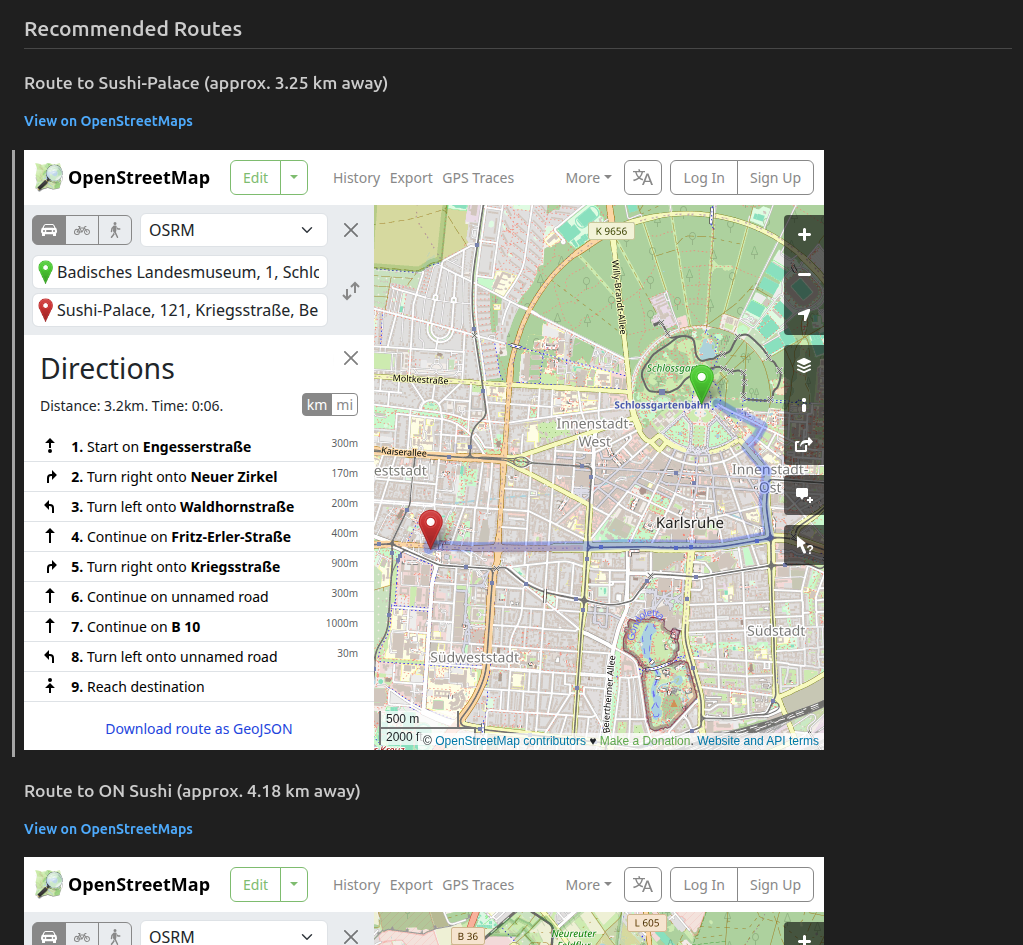 Recommended Routes
Route to Sushi-Palace (approx. 3.25 km away)
View on OpenStreetMaps
OpenStreetMap
Edit
History Export GPS Traces
More
Log In
Sign Up
OSRM
Badisches Landesmuseum, 1, Schlc
Sushi-Palace, 121, Kriegsstraße, Be
Directions
Distance: 3.2km. Time: 0:06.
km mi
1. Start on Engesserstraße 300m
2. Turn right onto Neuer Zirkel 170m
3. Turn left onto Waldhornstraße 200m
4. Continue on Fritz-Erler-Straße 400m
5. Turn right onto Kriegsstraße 900m
6. Continue on unnamed road 300m
7. Continue on B 10 1000m
8. Turn left onto unnamed road 30m
9. Reach destination
Download route as GeoJSON
K 9656
Willy-Brandt-Allee
Moltkestraße
Schlossgar
Schlossgartenbahn
Innenstadt-
West
Kaiserallee
eststadt
Innenstadt-
Ost
Karlsruhe
Südweststadt
Südstadt
Beiertheimer Allee
500 m
2000 f
© OpenStreetMap contributors ♥ Make a Donation. Website and API terms
Route to ON Sushi (approx. 4.18 km away)
View on OpenStreetMaps
OpenStreetMap
Edit
History Export GPS Traces
More
Log In
Sign Up
OSRM
B 36
L 605
Neureuter